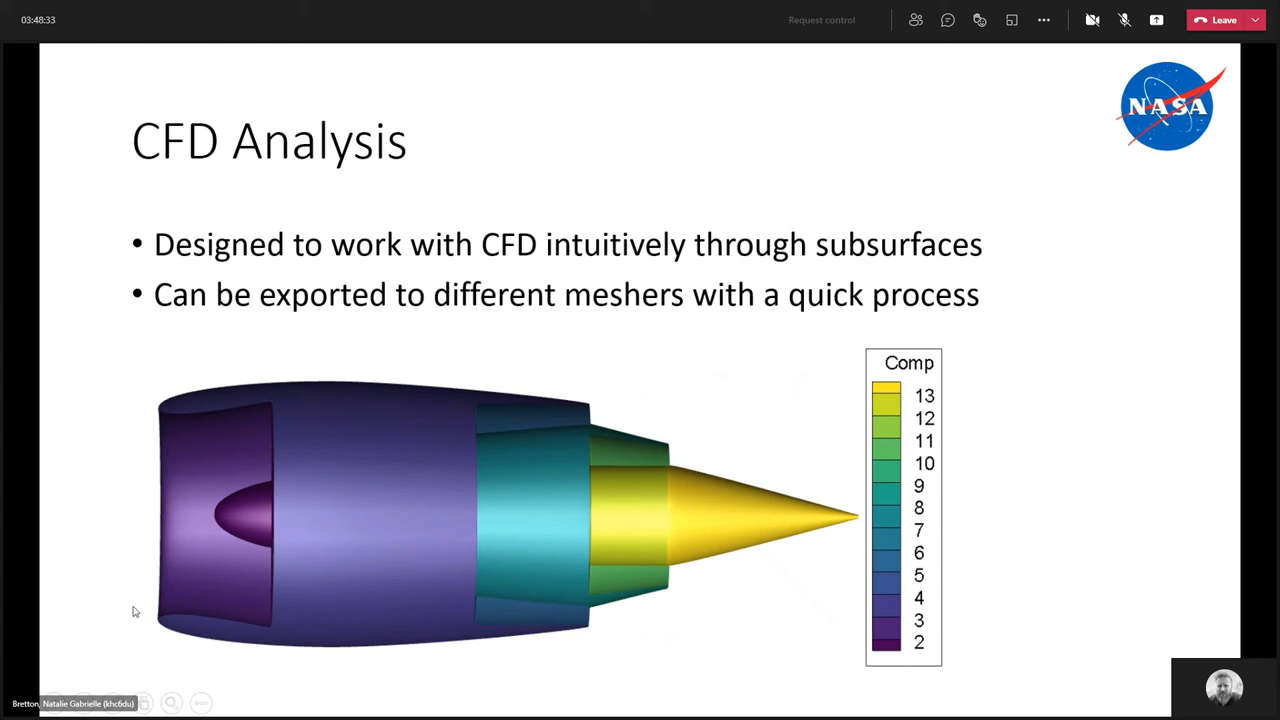 03:48:33
Request control
Leave
NASA
CFD Analysis
• Designed to work with CFD intuitively through subsurfaces
• Can be exported to different meshers with a quick process
Comp
13
12
11
10
9
8
7
6
5
4
3
2
Bretton, Natalie Gabrielle (khc6du)